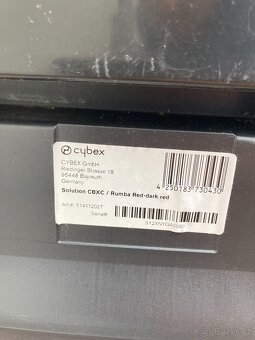 cybex
CYBEX GmbH
Riedinger Strasse 18
95448 Bayreuth
Germany
4 250183 730430
Solution CBXC / Rumba Red-dark red
Art#: 514112027
Serial#: